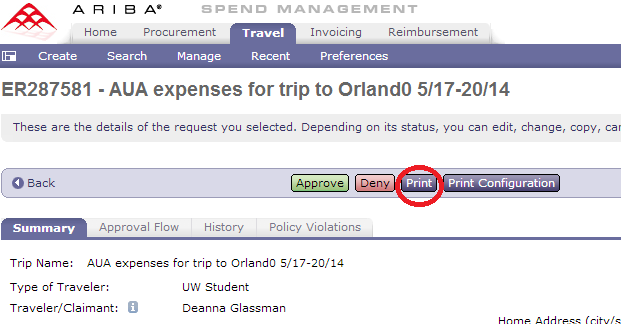 ARIBA® SPEND MANAGEMENT
Home Procurement Travel Invoicing Reimbursement
Create Search Manage Recent Preferences
ER287581 - AUA expenses for trip to Orland0 5/17-20/14
These are the details of the request you selected. Depending on its status, you can edit, change, copy, can
Back Approve Deny Print Print Configuration
Summary Approval Flow History Policy Violations
Trip Name: AUA expenses for trip to Orland0 5/17-20/14
Type of Traveler: UW Student
Traveler/Claimant: i Deanna Glassman
Home Address (city/s